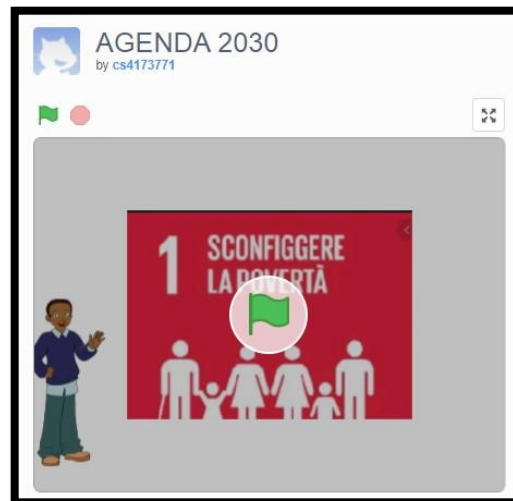 AGENDA 2030
by cs4173771
1 SCONFIGGERE
LA POVERTÀ